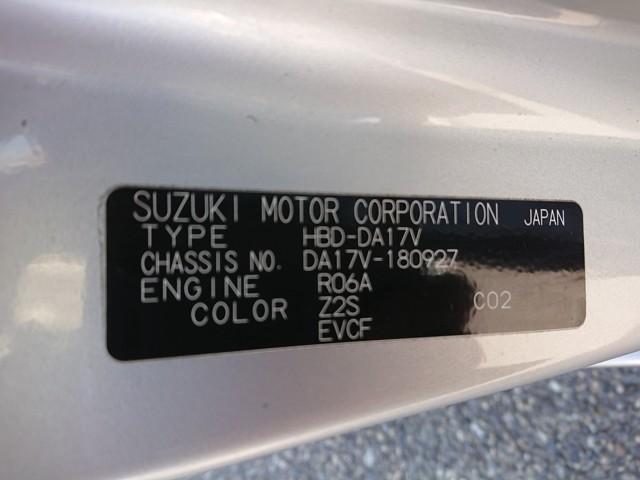 SUZUKI MOTOR CORPORATION JAPAN
TYPE HBD-DA17V
CHASSIS NO. DA17V-180927
ENGINE R06A
COLOR Z2S C02
EVCF